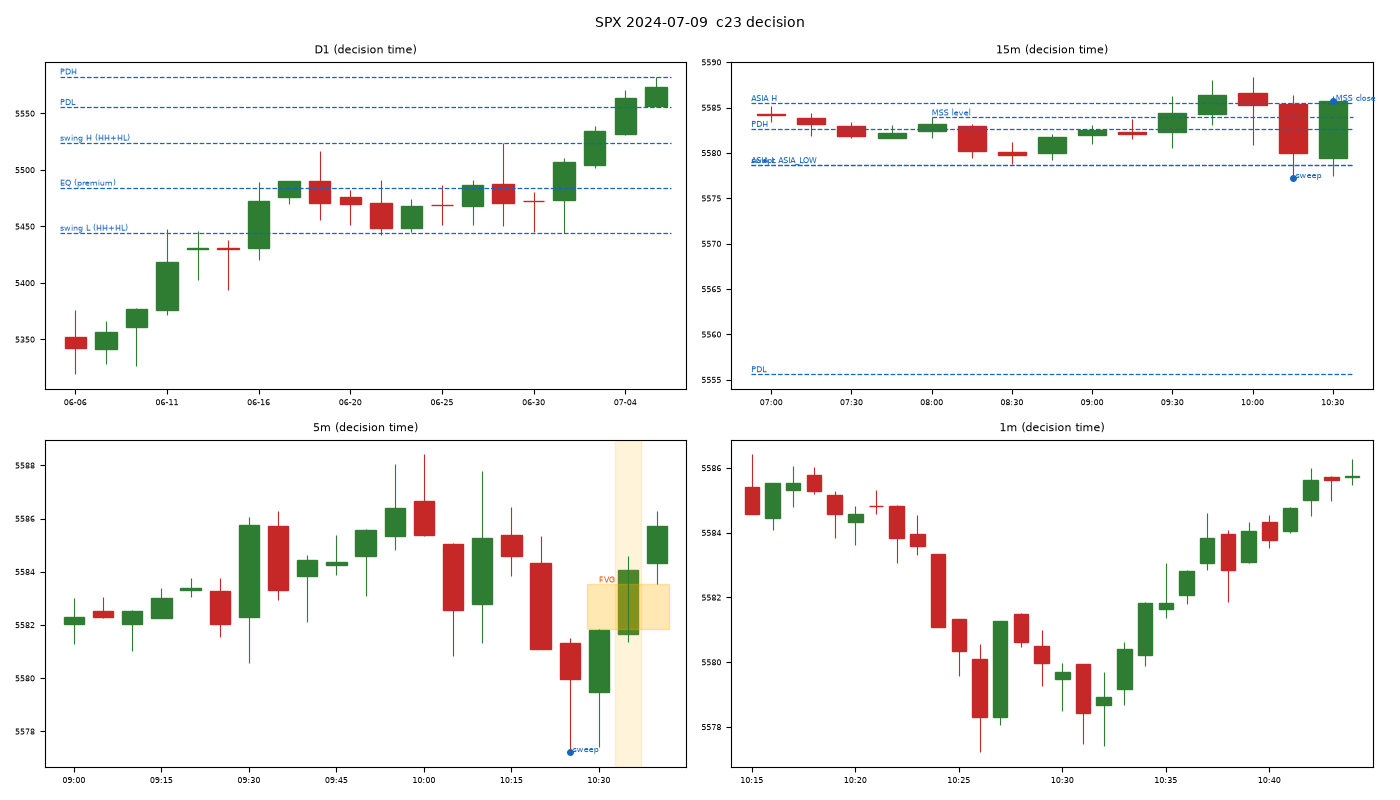 SPX 2024-07-09  c23 decision
D1 (decision time)
PDH
PDL
swing H (HH+HL)
EQ (premium)
swing L (HH+HL)
5550
5500
5450
5400
5350
06-06
06-11
06-16
06-20
06-25
06-30
07-04
15m (decision time)
5590
5585
5580
5575
5570
5565
5560
5555
ASIA H
MSS close
MSS level
PDH
ASIA_LOW
sweep
PDL
07:00
07:30
08:00
08:30
09:00
09:30
10:00
10:30
5m (decision time)
5588
5586
5584
5582
5580
5578
FVG
sweep
09:00
09:15
09:30
09:45
10:00
10:15
10:30
1m (decision time)
5586
5584
5582
5580
5578
10:15
10:20
10:25
10:30
10:35
10:40